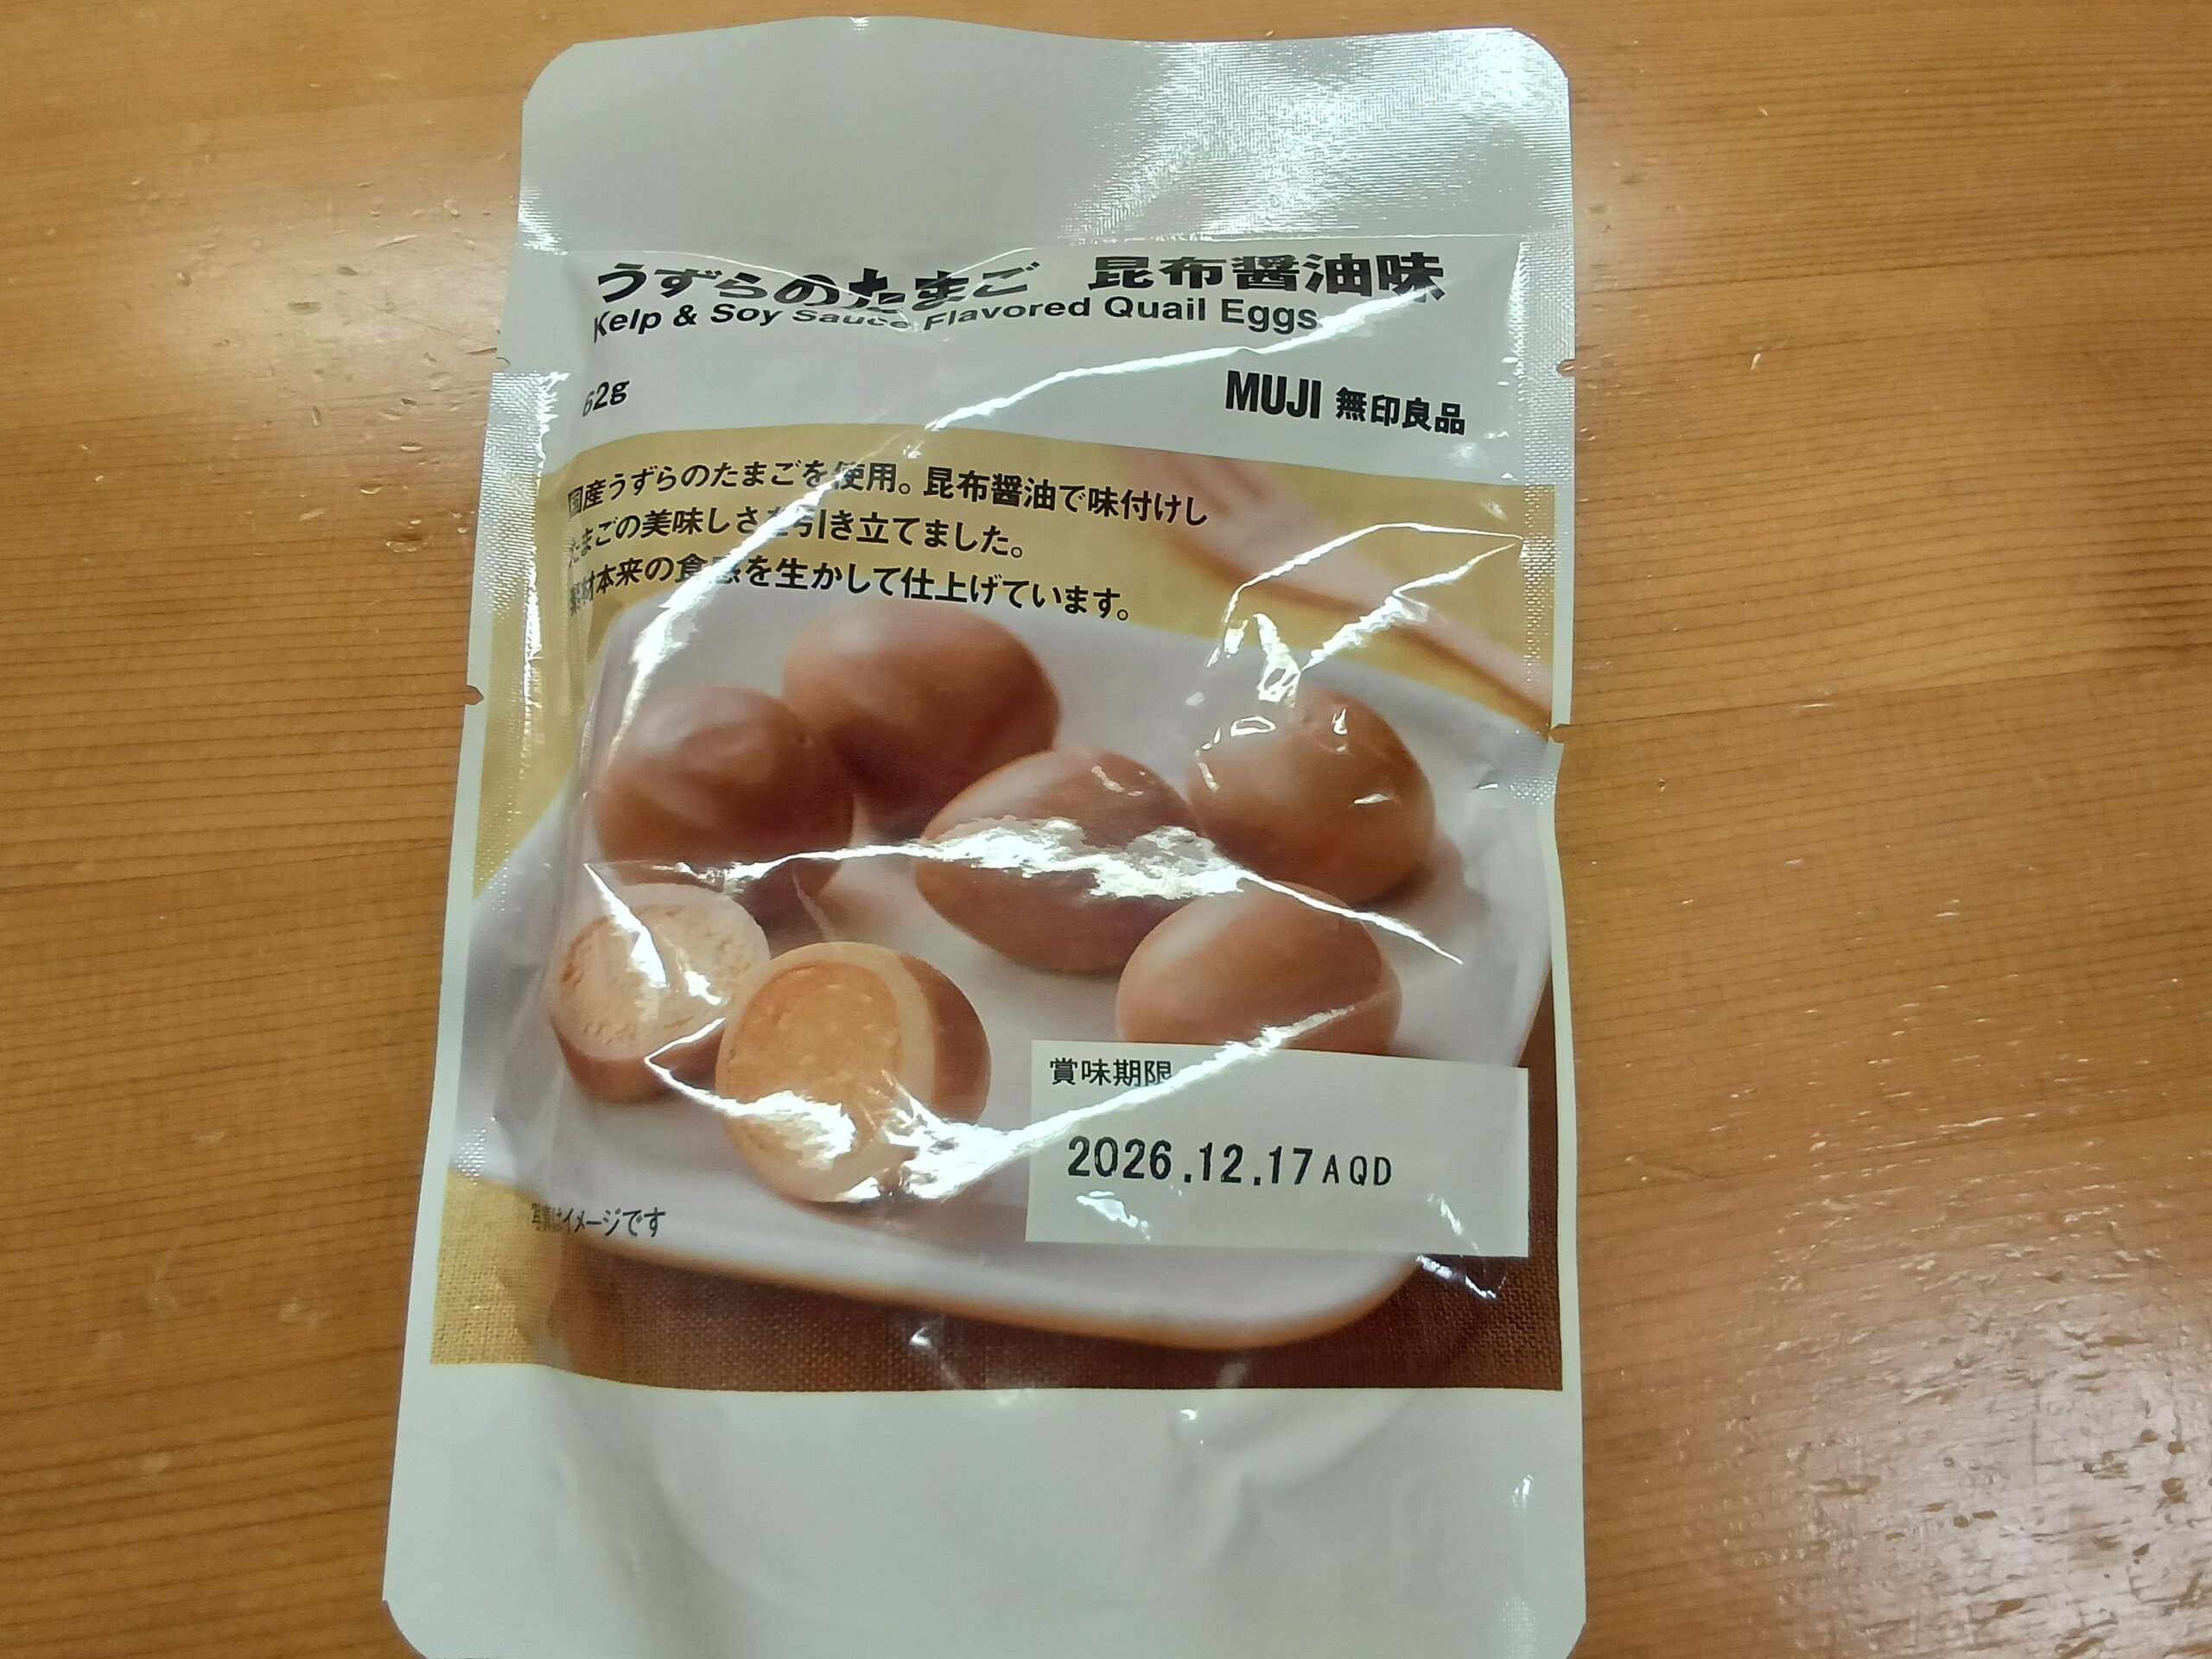 うずらのたまご 昆布醤油味
Kelp & Soy Sauce Flavored Quail Eggs
62g
MUJI 無印良品
国産うずらのたまごを使用。昆布醤油で味付けし
たまごの美味しさを引き立てました。
素材本来の食感を生かして仕上げています。
賞味期限
2026.12.17AQD
写真はイメージです